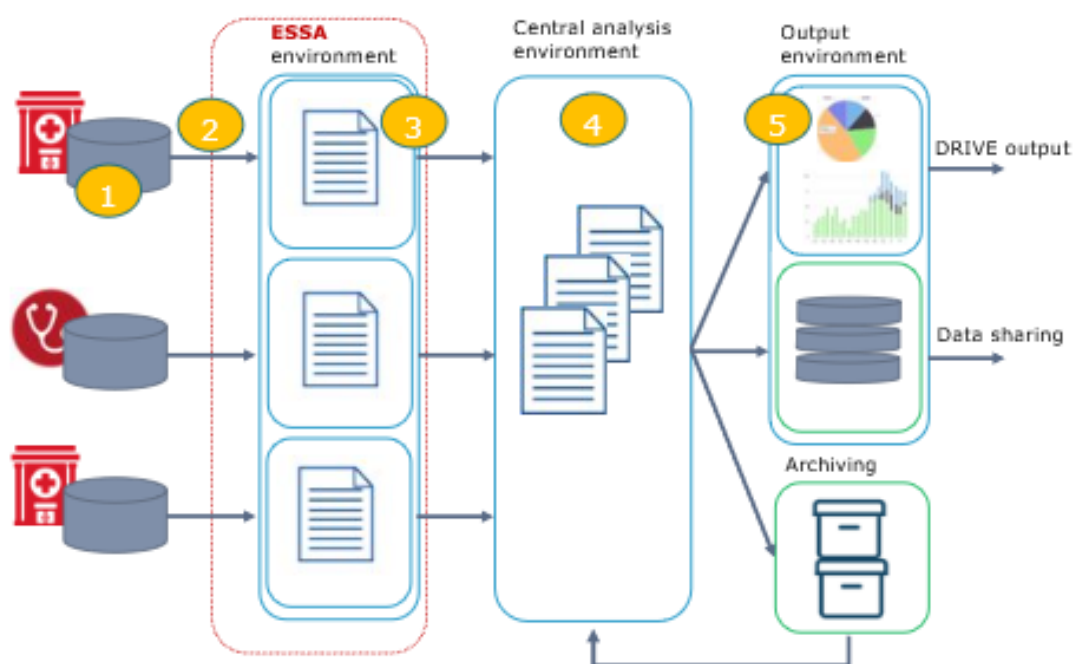 ESSA
environment
Central analysis
environment
Output
environment
1
2
3
4
5
DRIVE output
Data sharing
Archiving